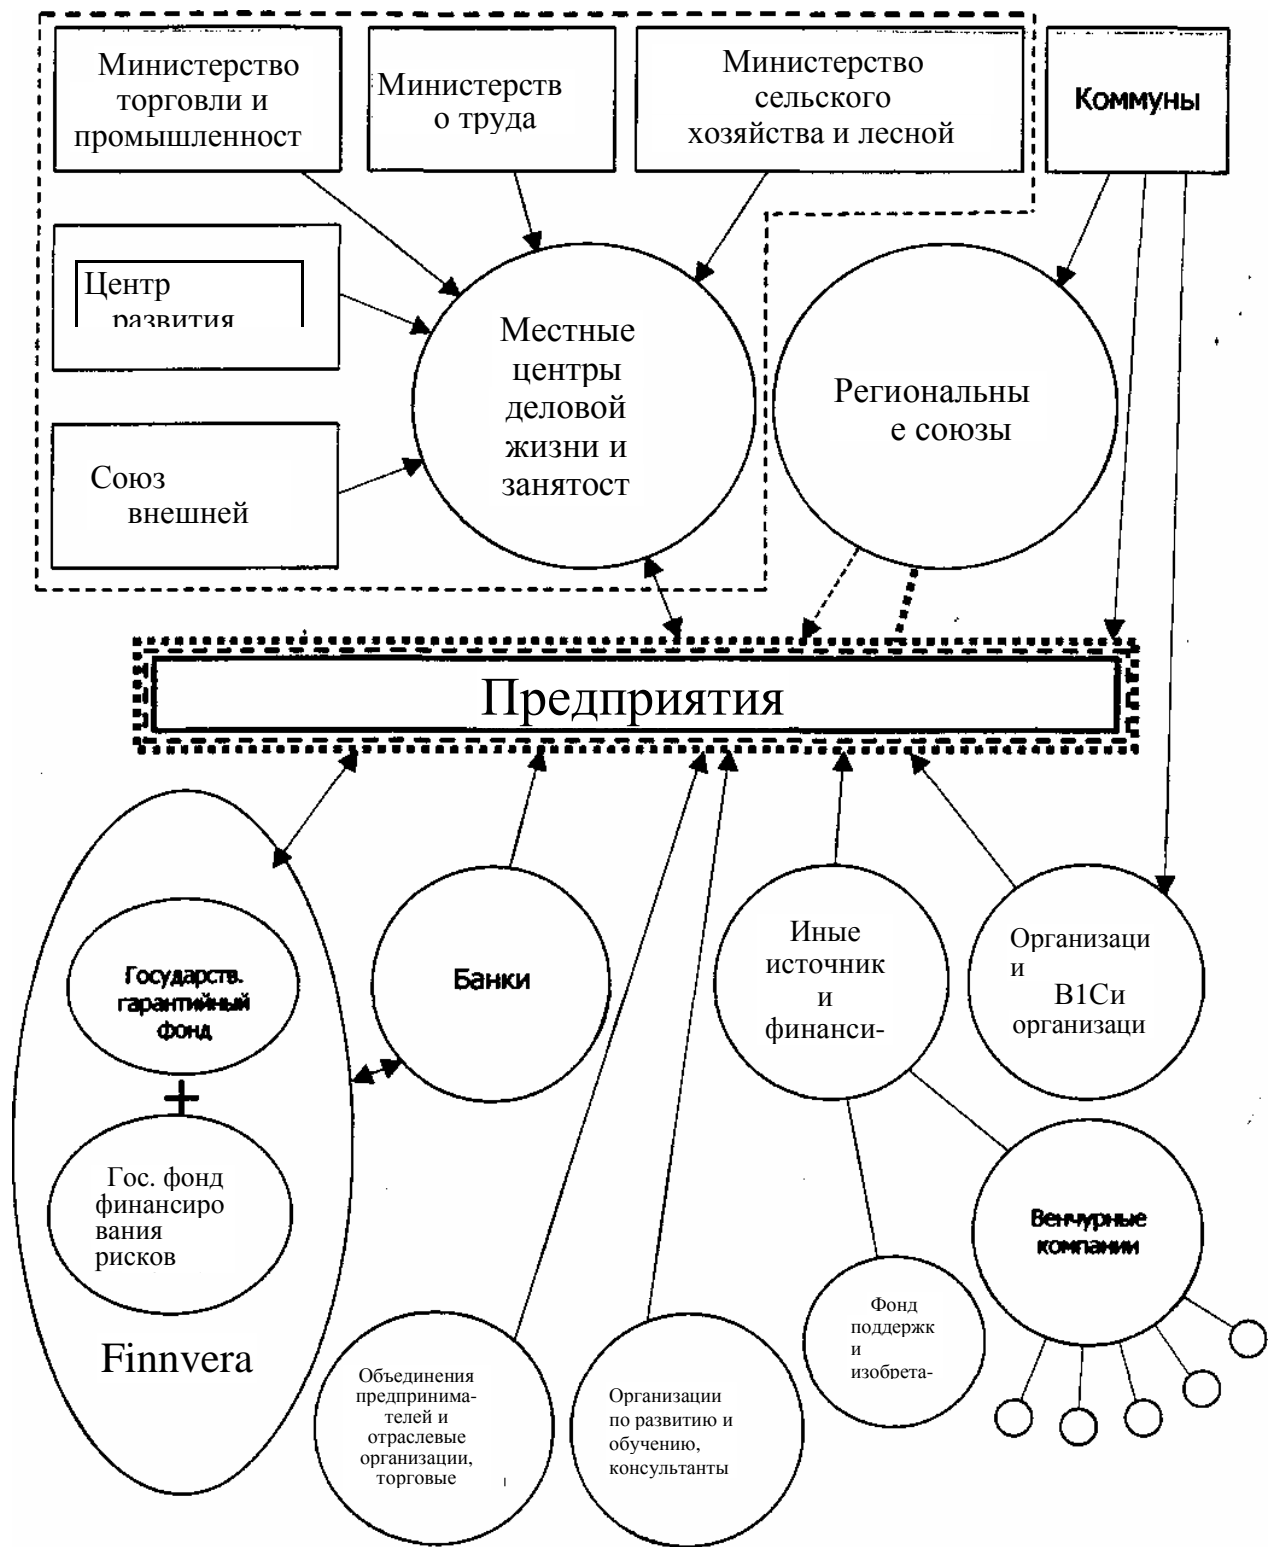 Министерство
торговли и
промышленност
Министерств
о труда
Министерство
сельского
хозяйства и лесной
Коммуны
Центр
развития
Союз
внешней
Местные
центры
деловой
жизни и
занятост
Региональны
е союзы
Предприятия
Государств.
гарантийный
фонд
+
Гос. фонд
финансиро
вания
рисков
Finnvera
Банки
Иные
источник
и
финанси-
Организаци
и
В1Си
организаци
Венчурные
компании
Фонд
поддержк
и
изобрета-
Объединения
предпринима-
телей и
отраслевые
организации,
торговые
Организации
по развитию и
обучению,
консультанты